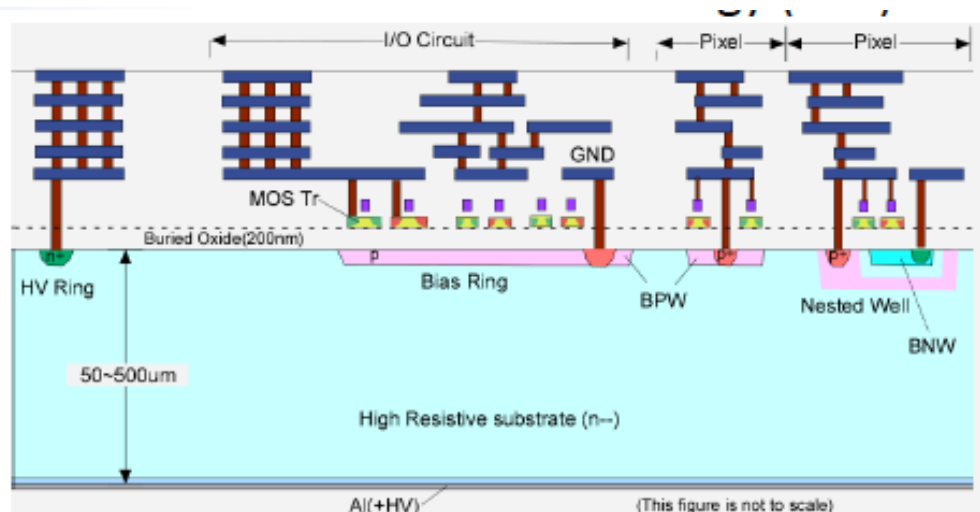 I/O Circuit
Pixel
Pixel
GND
MOS Tr
Buried Oxide(200nm)
n+
p
p+
p+
HV Ring
Bias Ring
BPW
Nested Well
BNW
50~500um
High Resistive substrate (n--)
Al(+HV)
(This figure is not to scale)